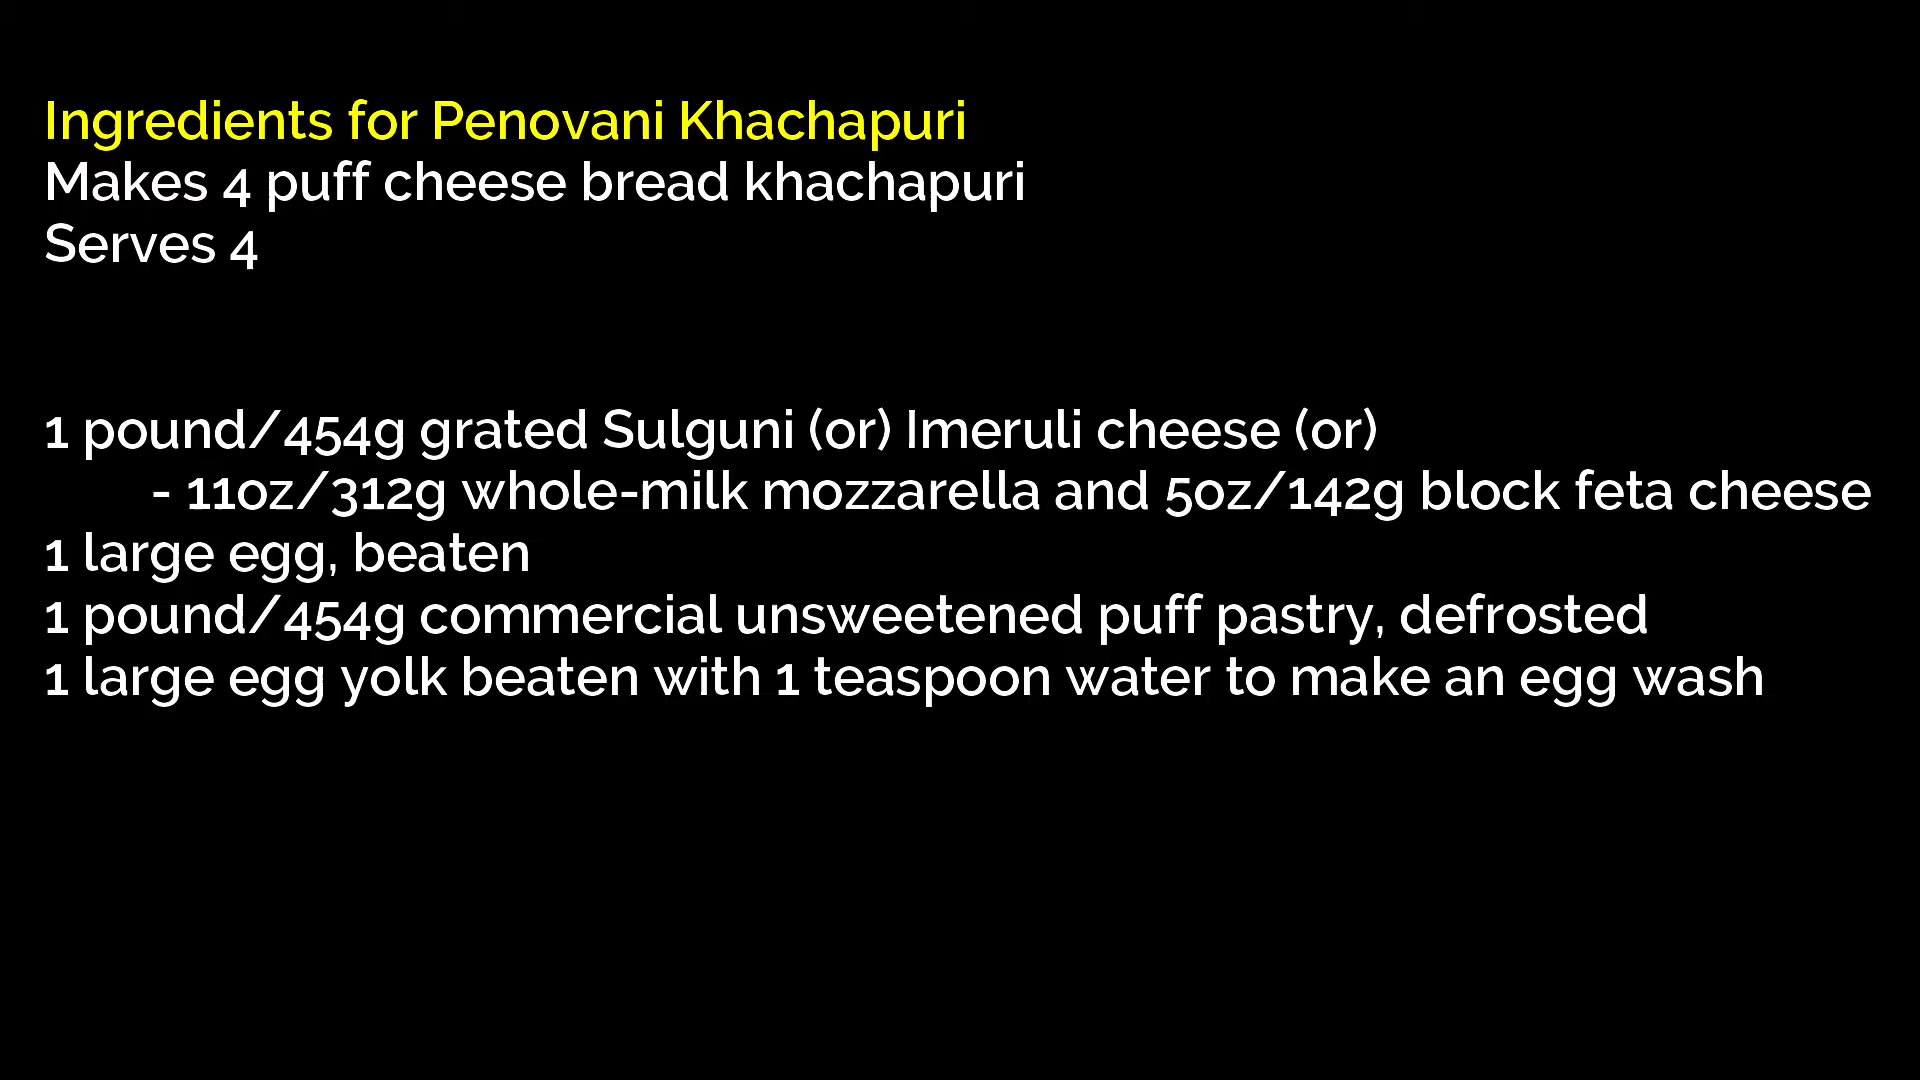 Ingredients for Penovani Khachapuri
Makes 4 puff cheese bread khachapuri
Serves 4
1 pound/454g grated Sulguni (or) Imeruli cheese (or)
- 11oz/312g whole-milk mozzarella and 5oz/142g block feta cheese
1 large egg, beaten
1 pound/454g commercial unsweetened puff pastry, defrosted
1 large egg yolk beaten with 1 teaspoon water to make an egg wash